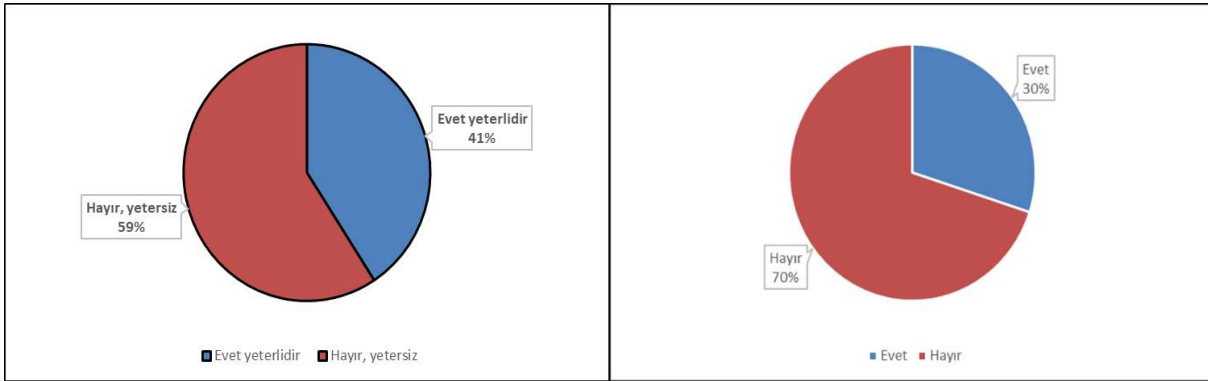 Evet yeterlidir
41%
Hayır, yetersiz
59%
Evet yeterlidir
Hayır, yetersiz
Evet
30%
Hayır
70%
Evet
Hayır